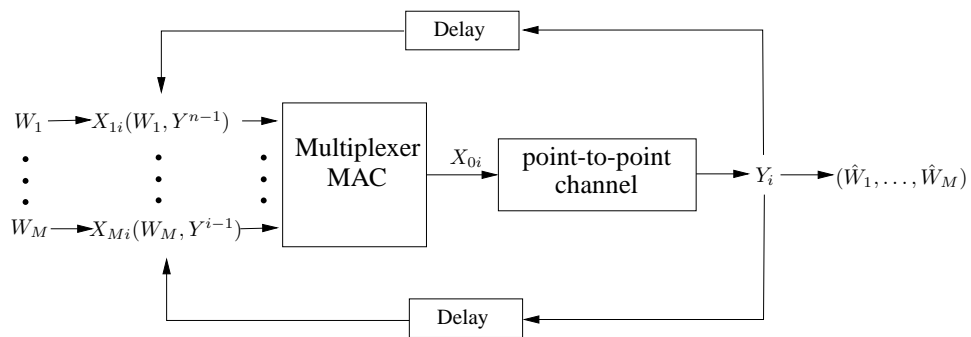 Delay
W_1
X_{1i}(W_1, Y^{n-1})
Multiplexer
MAC
X_{0i}
point-to-point
channel
Y_i
(Ŵ_1, . . . , Ŵ_M)
W_M
X_{Mi}(W_M, Y^{i-1})
Delay